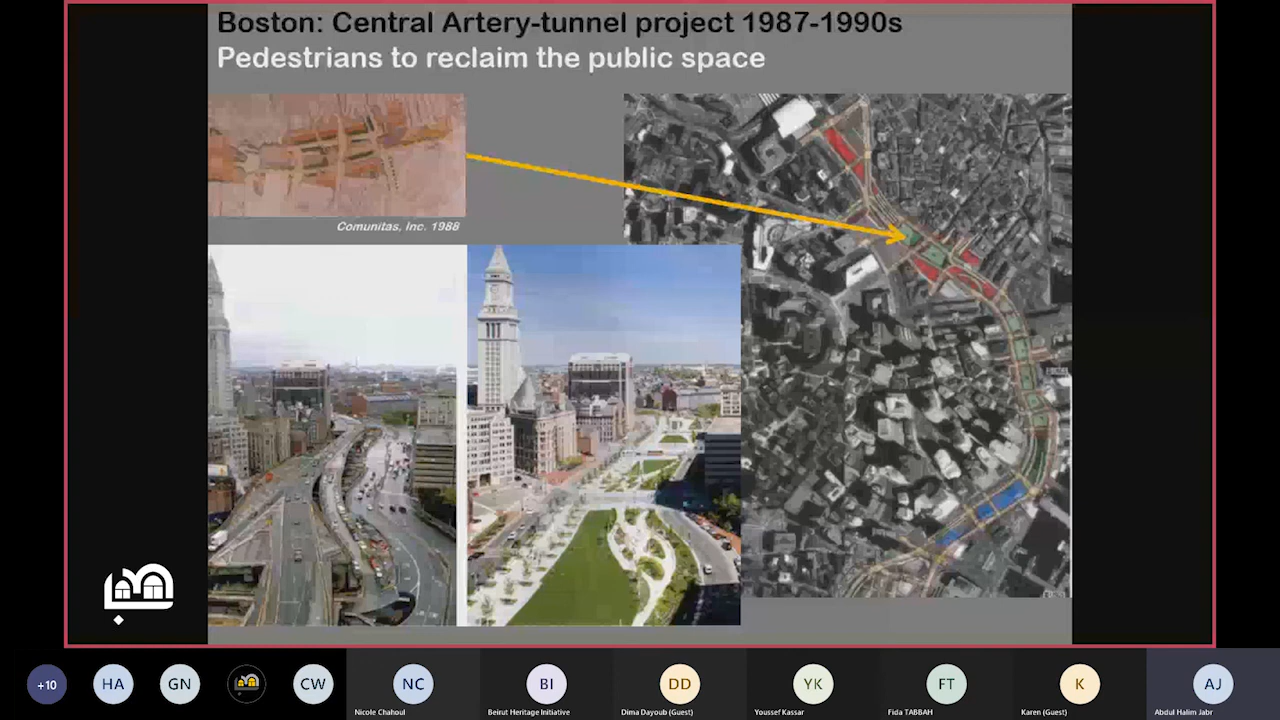 Boston: Central Artery-tunnel project 1987-1990s
Pedestrians to reclaim the public space
Comunitas, Inc. 1988
+10
HA
GN
CW
NC
BI
DD
YK
FT
K
AJ
Nicole Chahoul
Beirut Heritage Initiative
Dima Dayoub (Guest)
Youssef Kassar
Fida TABBAH
Karen (Guest)
Abdul Halim Jabr